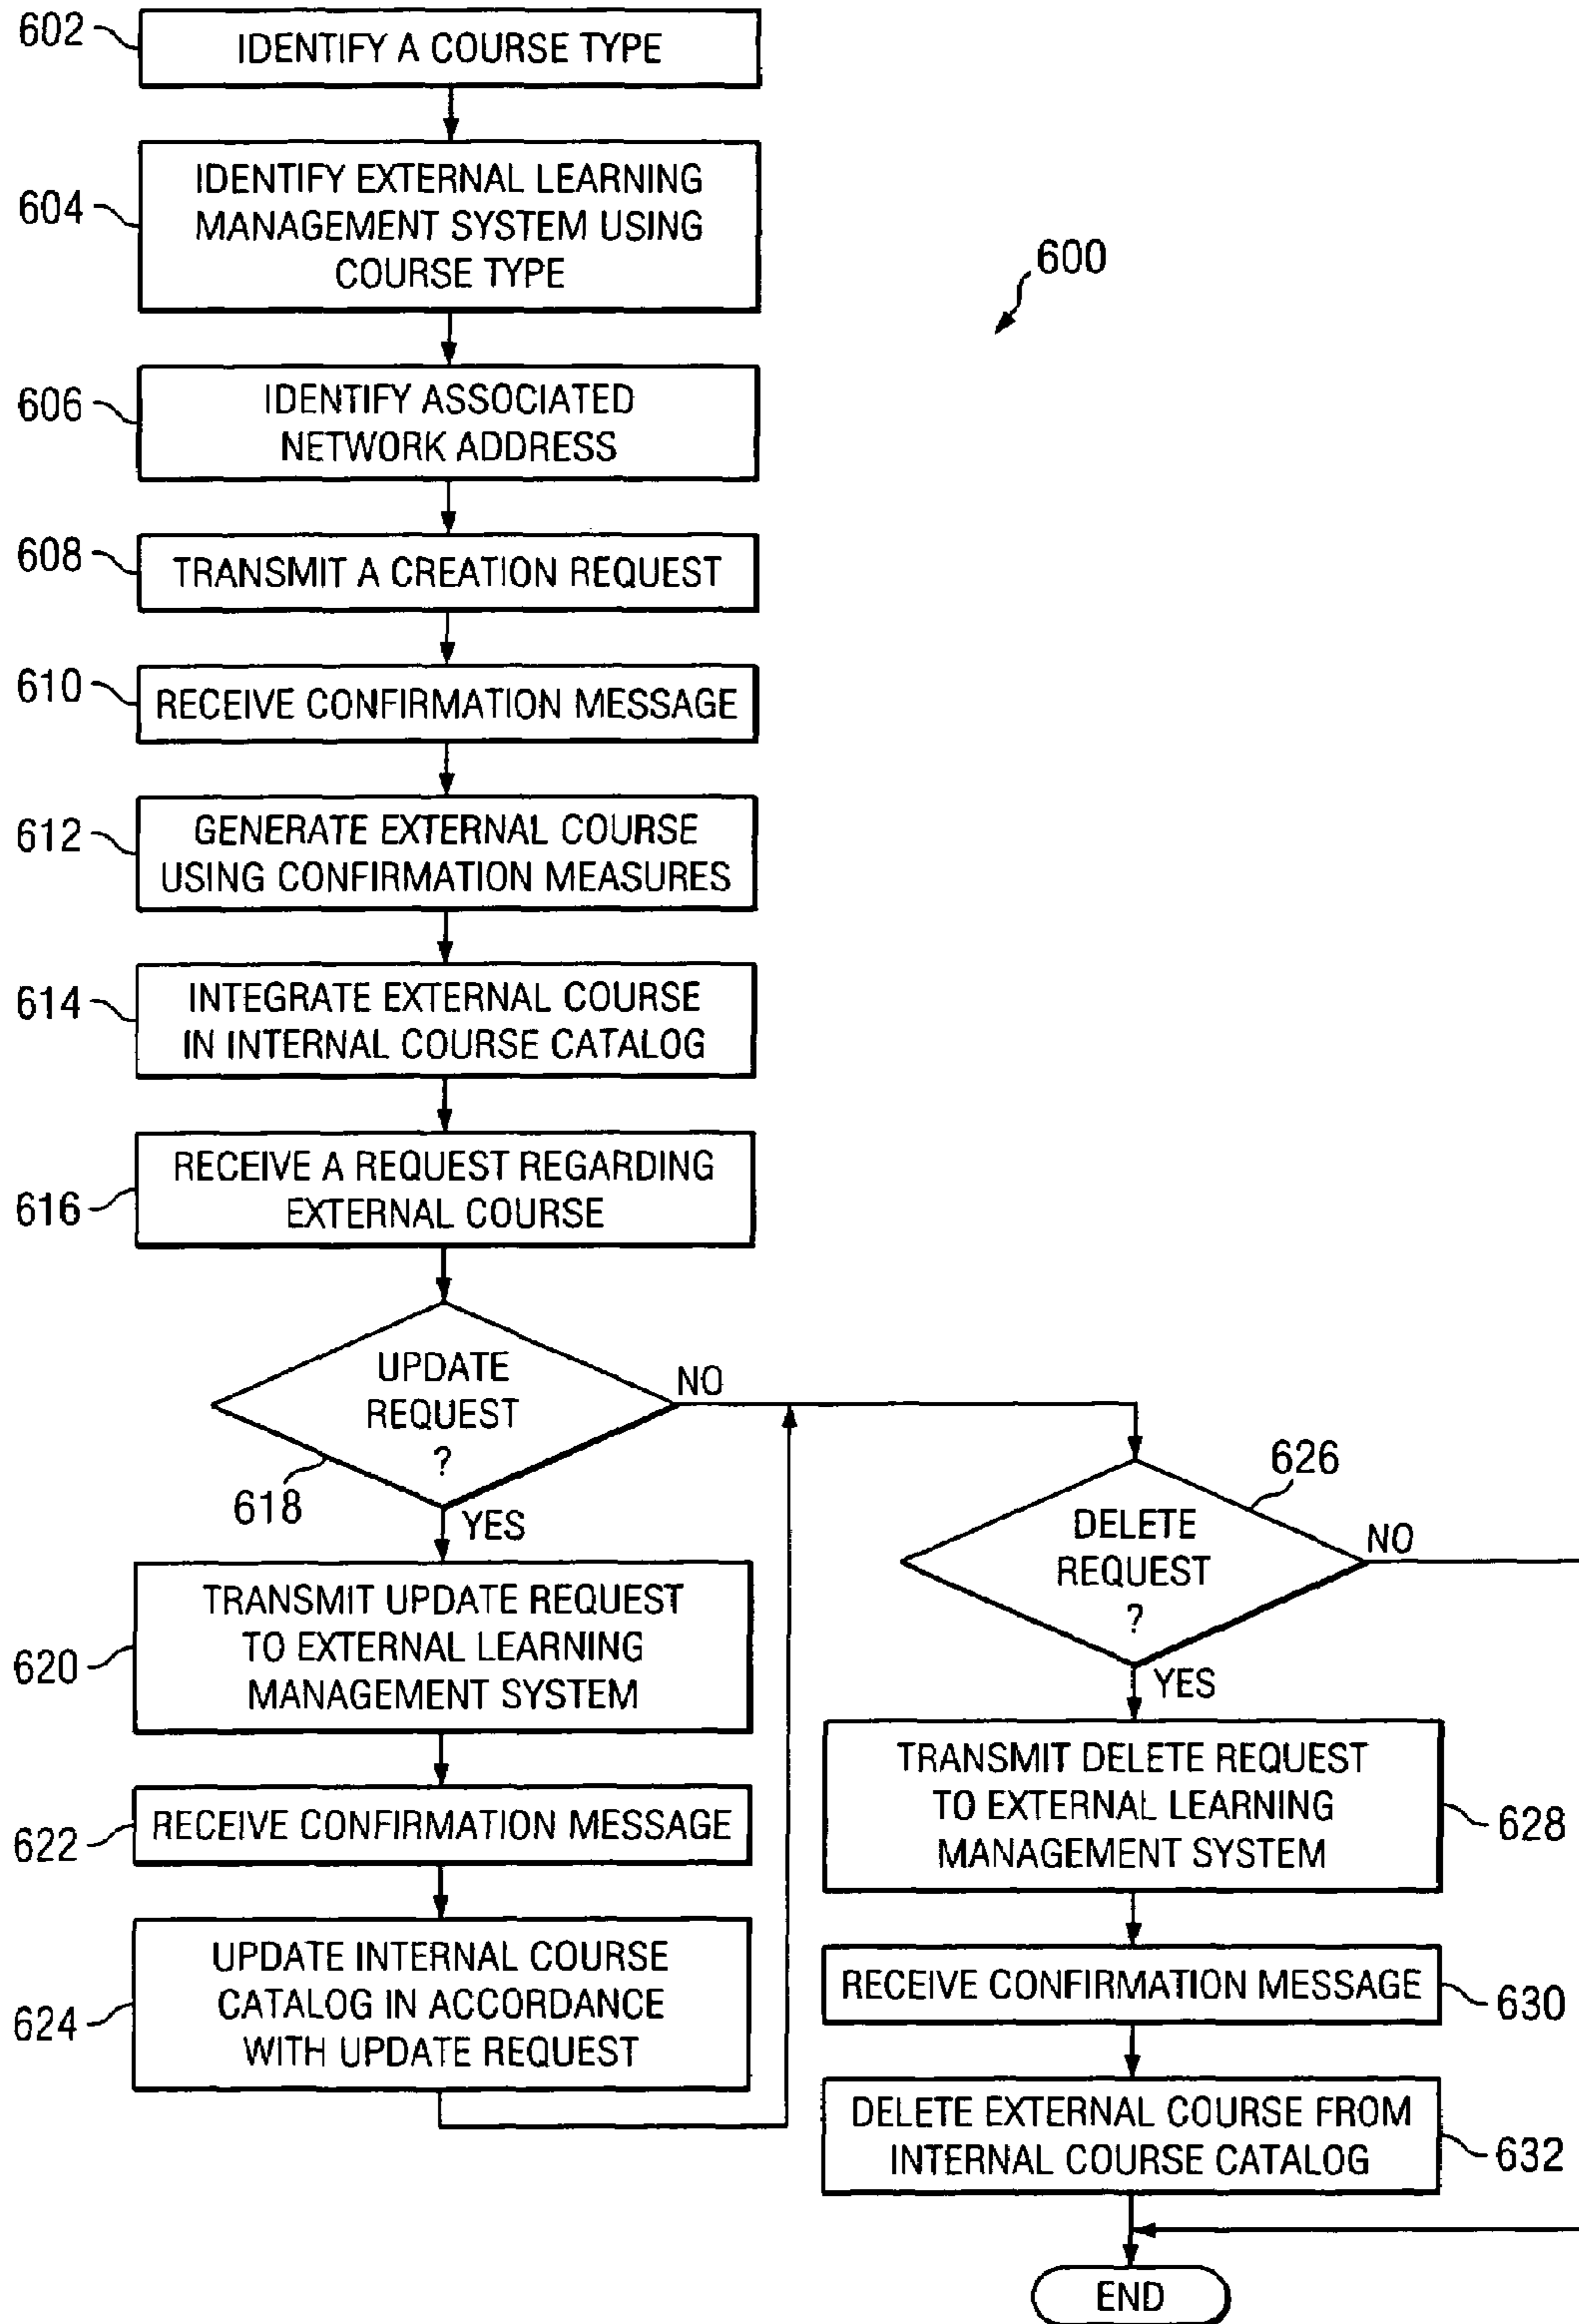 602
IDENTIFY A COURSE TYPE
604
IDENTIFY EXTERNAL LEARNING
MANAGEMENT SYSTEM USING
COURSE TYPE
600
606
IDENTIFY ASSOCIATED
NETWORK ADDRESS
608
TRANSMIT A CREATION REQUEST
610
RECEIVE CONFIRMATION MESSAGE
612
GENERATE EXTERNAL COURSE
USING CONFIRMATION MEASURES
614
INTEGRATE EXTERNAL COURSE
IN INTERNAL COURSE CATALOG
616
RECEIVE A REQUEST REGARDING
EXTERNAL COURSE
UPDATE
REQUEST
?
618
NO
YES
620
TRANSMIT UPDATE REQUEST
TO EXTERNAL LEARNING
MANAGEMENT SYSTEM
622
RECEIVE CONFIRMATION MESSAGE
624
UPDATE INTERNAL COURSE
CATALOG IN ACCORDANCE
WITH UPDATE REQUEST
626
DELETE
REQUEST
?
NO
YES
TRANSMIT DELETE REQUEST
TO EXTERNAL LEARNING
MANAGEMENT SYSTEM
628
RECEIVE CONFIRMATION MESSAGE
630
DELETE EXTERNAL COURSE FROM
INTERNAL COURSE CATALOG
632
END